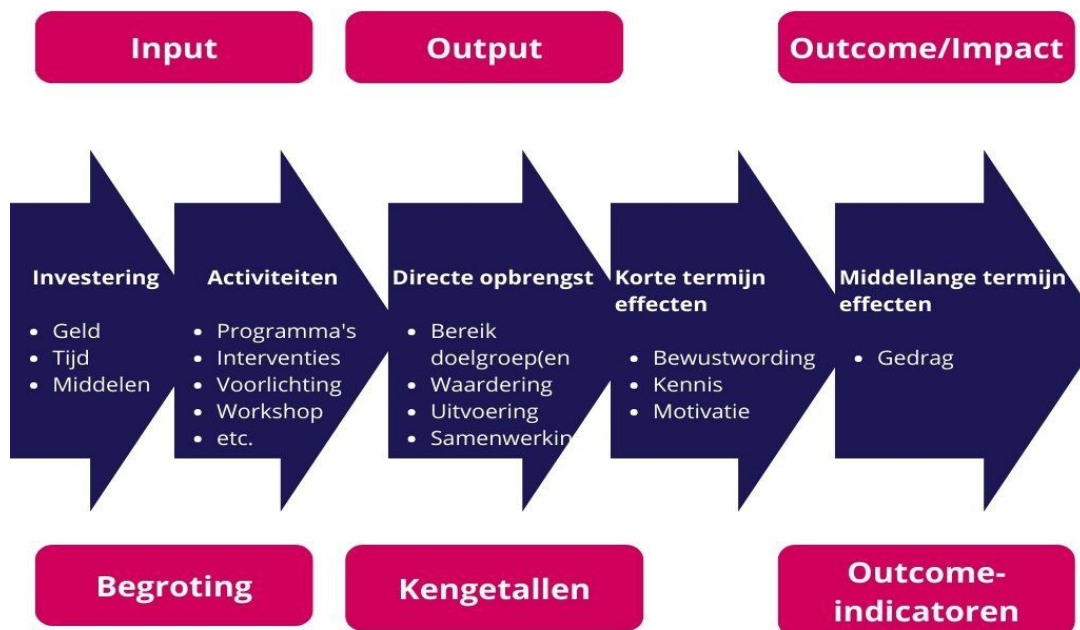 Input
Output
Outcome/Impact
Investering
• Geld
• Tijd
• Middelen
Activiteiten
• Programma's
• Interventies
• Voorlichting
• Workshop
• etc.
Directe opbrengst
• Bereik
doelgroep(en
• Waardering
• Uitvoering
• Samenwerkin
Korte termijn
effecten
• Bewustwording
• Kennis
• Motivatie
Middellange termijn
effecten
• Gedrag
Begroting
Kengetallen
Outcome-
indicatoren